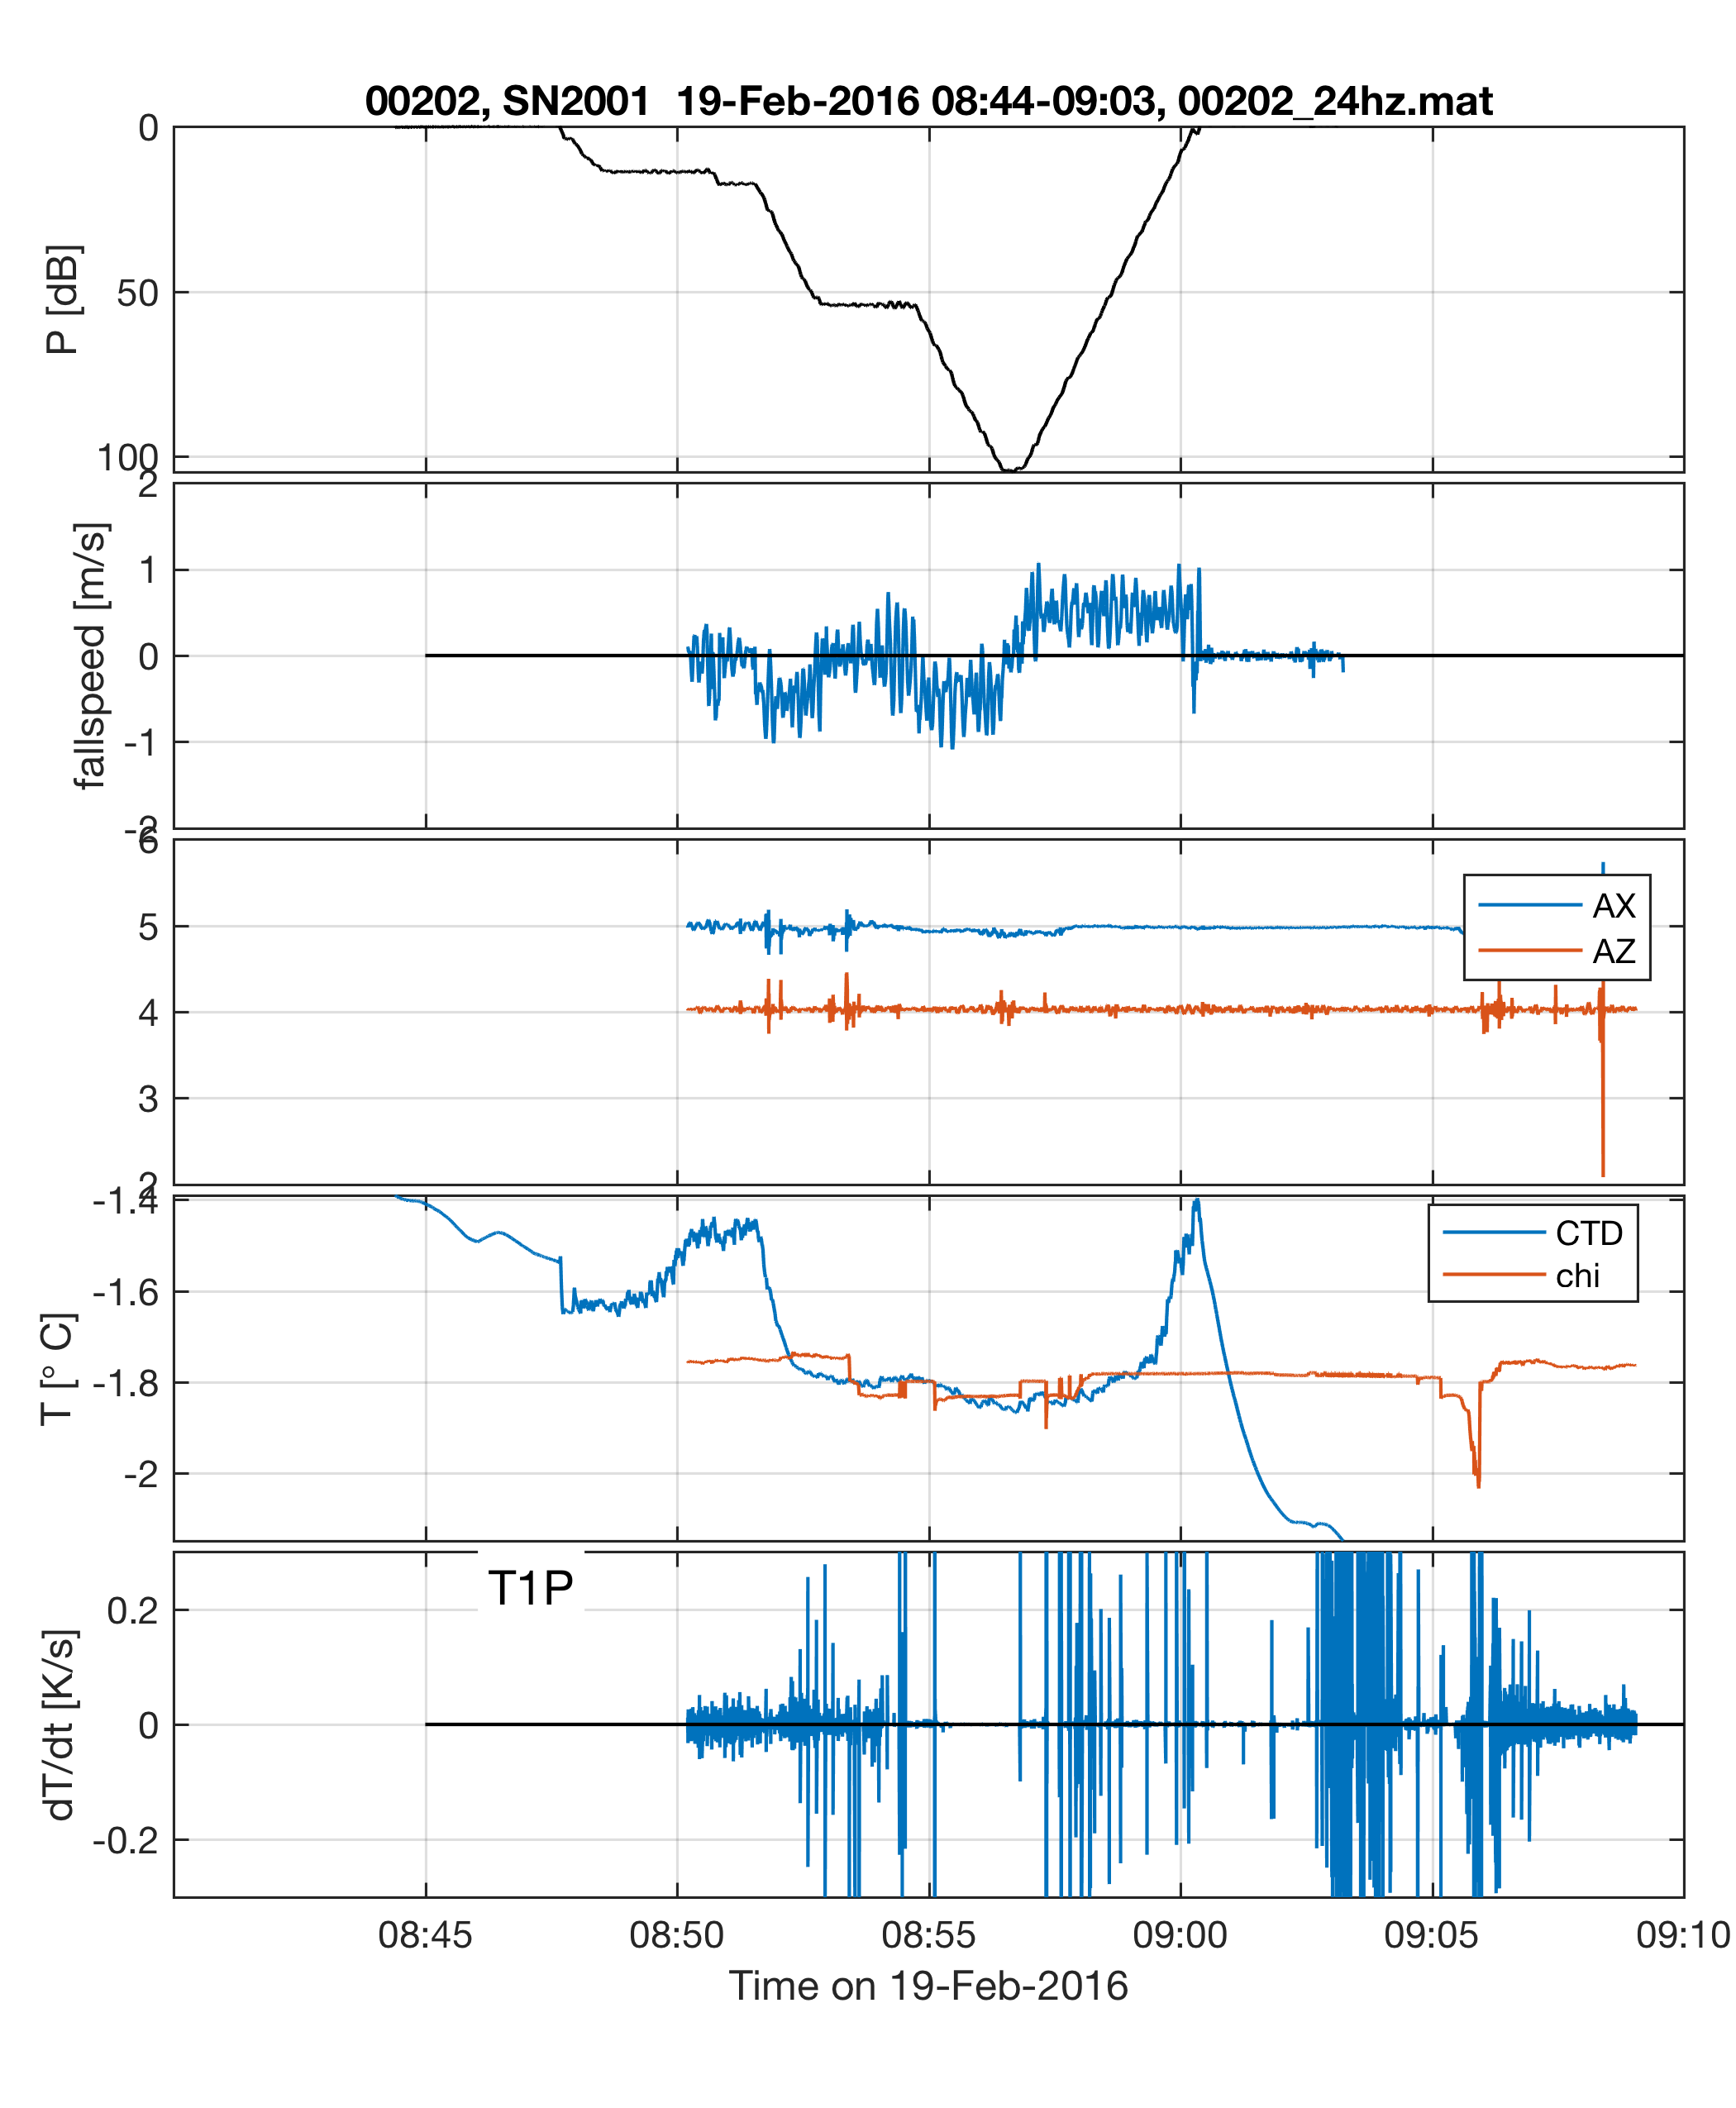 00202, SN2001  19-Feb-2016 08:44-09:03, 00202_24hz.mat
0
50
100
P [dB]
2
1
0
-1
-2
fallspeed [m/s]
6
5
4
3
2
AX
AZ
-1.4
-1.6
-1.8
-2
T [° C]
CTD
chi
T1P
0.2
0
-0.2
dT/dt [K/s]
08:45
08:50
08:55
09:00
09:05
09:10
Time on 19-Feb-2016